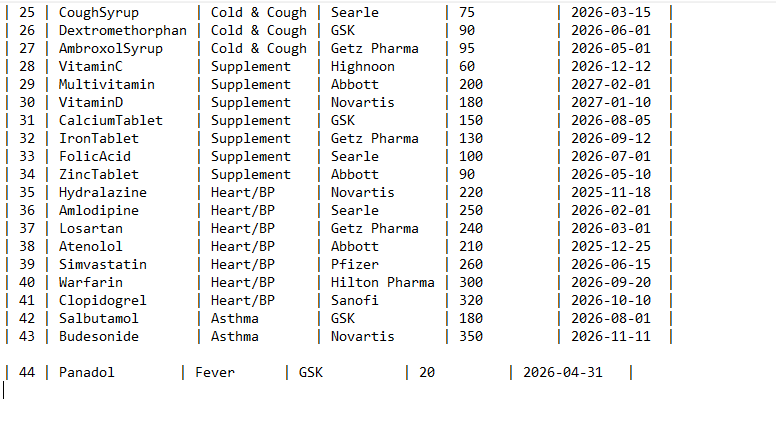 | 25 | CoughSyrup       | Cold & Cough | Searle        | 75         | 2026-03-15  |
| 26 | Dextromethorphan | Cold & Cough | GSK           | 90         | 2026-06-01  |
| 27 | AmbroxolSyrup    | Cold & Cough | Getz Pharma   | 95         | 2026-05-01  |
| 28 | VitaminC         | Supplement   | Highnoon      | 60         | 2026-12-12  |
| 29 | Multivitamin     | Supplement   | Abbott        | 200        | 2027-02-01  |
| 30 | VitaminD         | Supplement   | Novartis      | 180        | 2027-01-10  |
| 31 | CalciumTablet    | Supplement   | GSK           | 150        | 2026-08-05  |
| 32 | IronTablet       | Supplement   | Getz Pharma   | 130        | 2026-09-12  |
| 33 | FolicAcid        | Supplement   | Searle        | 100        | 2026-07-01  |
| 34 | ZincTablet       | Supplement   | Abbott        | 90         | 2026-05-10  |
| 35 | Hydralazine      | Heart/BP     | Novartis      | 220        | 2025-11-18  |
| 36 | Amlodipine       | Heart/BP     | Searle        | 250        | 2026-02-01  |
| 37 | Losartan         | Heart/BP     | Getz Pharma   | 240        | 2026-03-01  |
| 38 | Atenolol         | Heart/BP     | Abbott        | 210        | 2025-12-25  |
| 39 | Simvastatin      | Heart/BP     | Pfizer        | 260        | 2026-06-15  |
| 40 | Warfarin         | Heart/BP     | Hilton Pharma | 300        | 2026-09-20  |
| 41 | Clopidogrel      | Heart/BP     | Sanofi        | 320        | 2026-10-10  |
| 42 | Salbutamol       | Asthma       | GSK           | 180        | 2026-08-01  |
| 43 | Budesonide       | Asthma       | Novartis      | 350        | 2026-11-11  |
| 44 | Panadol        | Fever      | GSK          | 20         | 2026-04-31   |